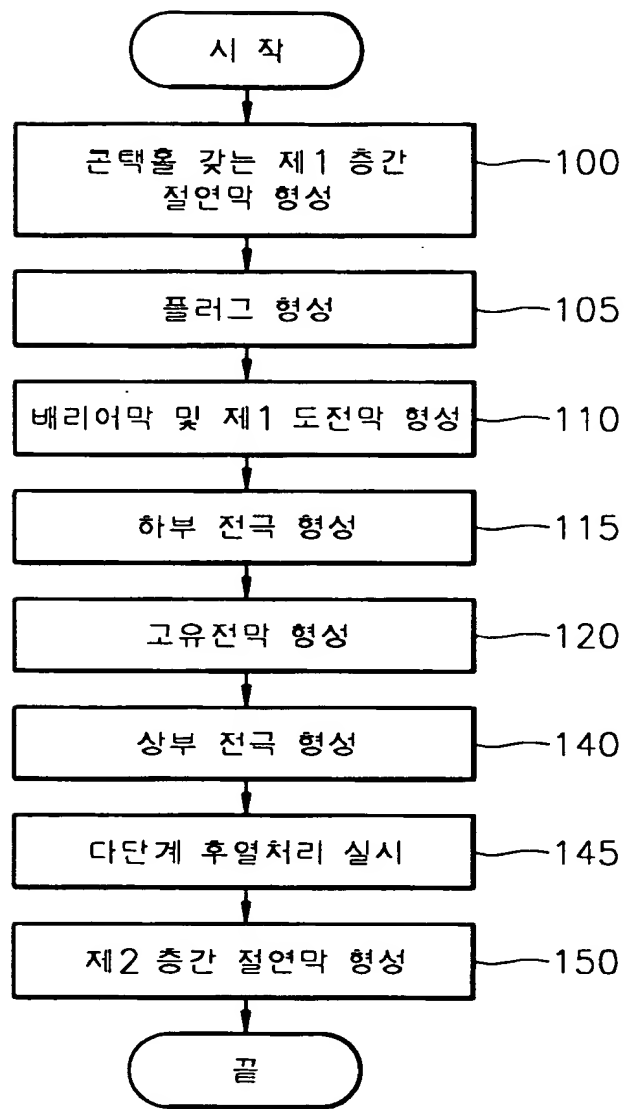 시 작
콘택홀 갖는 제1 층간
절연막 형성
100
플러그 형성
105
배리어막 및 제1 도전막 형성
110
하부 전극 형성
115
고유전막 형성
120
상부 전극 형성
140
다단계 후열처리 실시
145
제2 층간 절연막 형성
150
끝